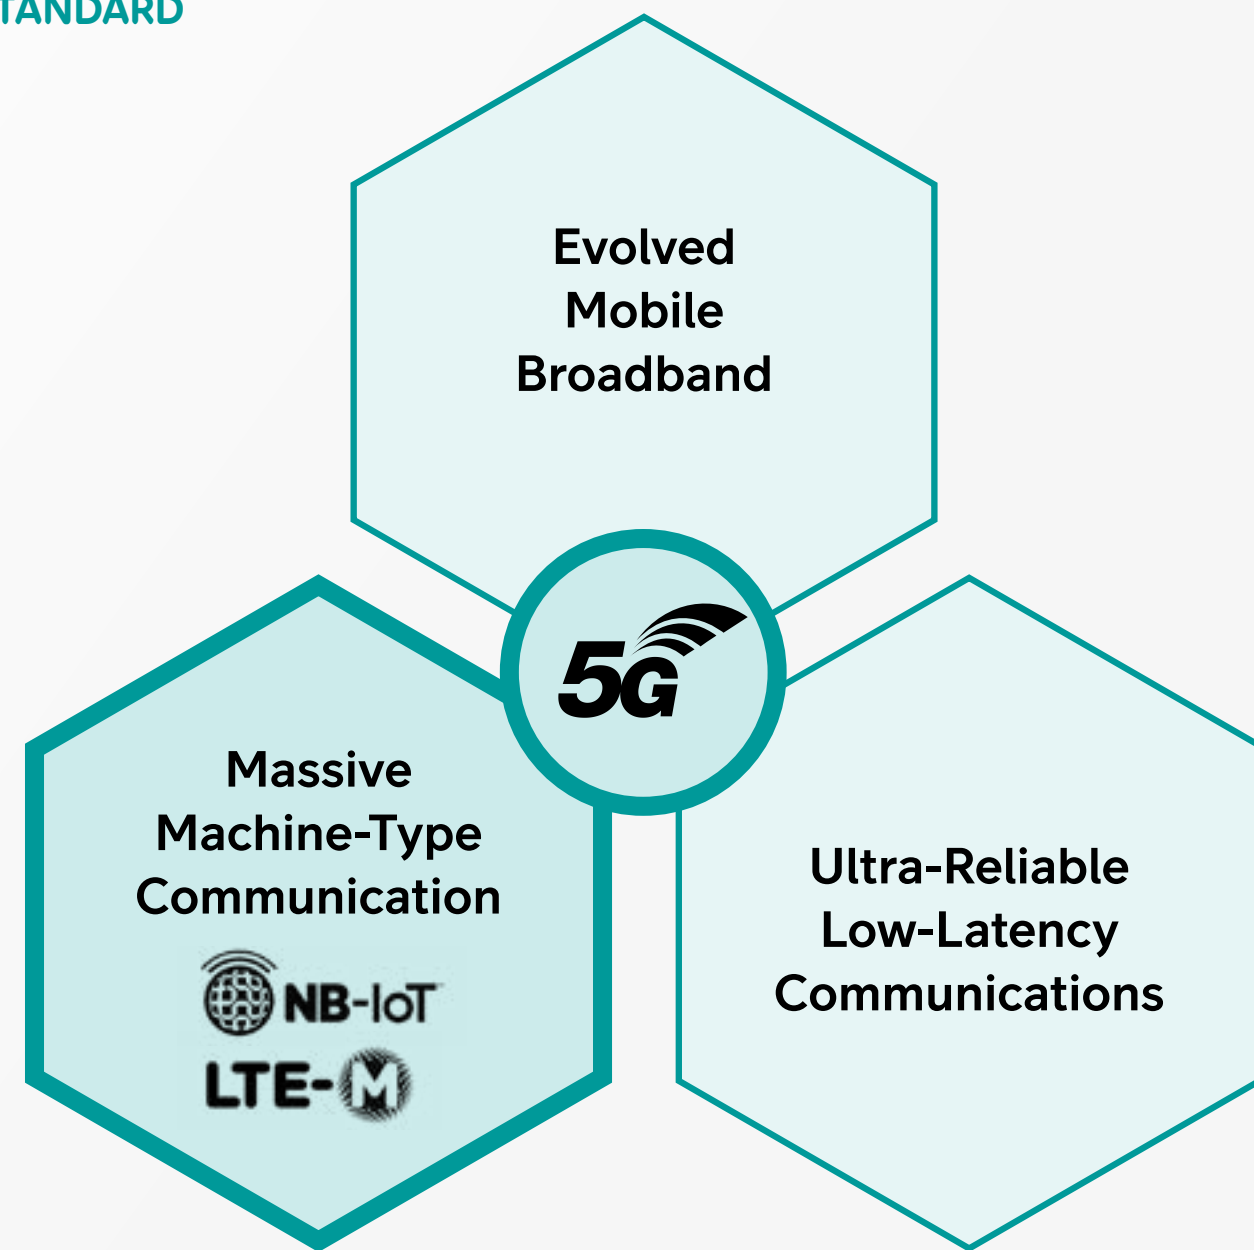 TANDARD
Evolved
Mobile
Broadband
5G
Massive
Machine-Type
Communication
NB-IoT
LTE-M
Ultra-Reliable
Low-Latency
Communications